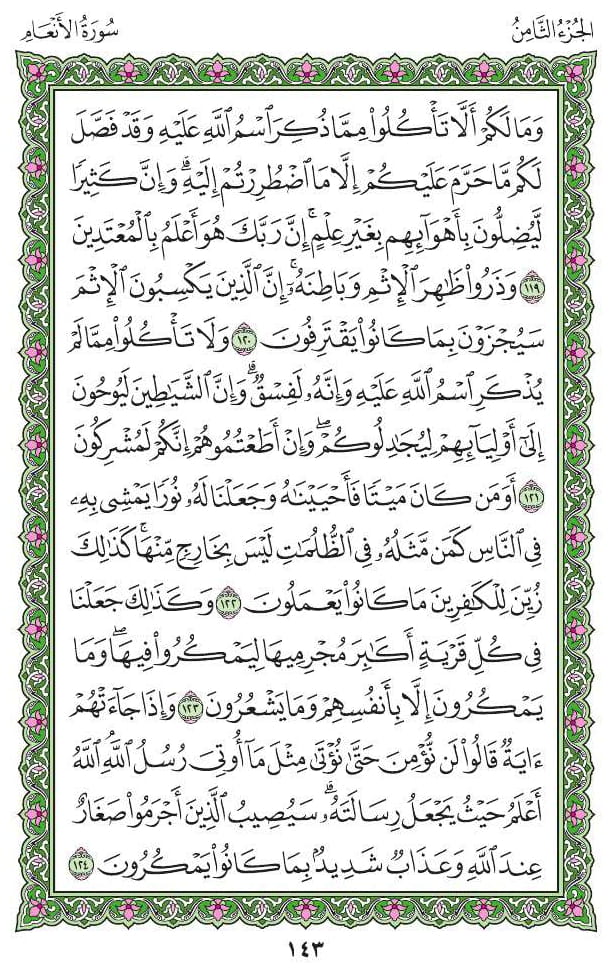 الجُزْءُ الثَّامِنُ
سُورَةُ الأَنْعَامِ
وَمَا لَكُمْ أَلَّا تَأْكُلُوا۟ مِمَّا ذُكِرَ ٱسْمُ ٱللَّهِ عَلَيْهِ وَقَدْ فَصَّلَ
لَكُم مَّا حَرَّمَ عَلَيْكُمْ إِلَّا مَا ٱضْطُرِرْتُمْ إِلَيْهِ ۗ وَإِنَّ كَثِيرًا
لَّيُضِلُّونَ بِأَهْوَآئِهِم بِغَيْرِ عِلْمٍ ۗ إِنَّ رَبَّكَ هُوَ أَعْلَمُ بِٱلْمُعْتَدِينَ
١١٩ وَذَرُوا۟ ظَٰهِرَ ٱلْإِثْمِ وَبَاطِنَهُۥٓ ۚ إِنَّ ٱلَّذِينَ يَكْسِبُونَ ٱلْإِثْمَ
سَيُجْزَوْنَ بِمَا كَانُوا۟ يَقْتَرِفُونَ ١٢٠ وَلَا تَأْكُلُوا۟ مِمَّا لَمْ
يُذْكَرِ ٱسْمُ ٱللَّهِ عَلَيْهِ وَإِنَّهُۥ لَفِسْقٌ ۗ وَإِنَّ ٱلشَّيَٰطِينَ لَيُوحُونَ
إِلَىٰٓ أَوْلِيَآئِهِمْ لِيُجَٰدِلُوكُمْ ۖ وَإِنْ أَطَعْتُمُوهُمْ إِنَّكُمْ لَمُشْرِكُونَ
١٢١ أَوَمَن كَانَ مَيْتًا فَأَحْيَيْنَٰهُ وَجَعَلْنَا لَهُۥ نُورًا يَمْشِى بِهِۦ
فِى ٱلنَّاسِ كَمَن مَّثَلُهُۥ فِى ٱلظُّلُمَٰتِ لَيْسَ بِخَارِجٍ مِّنْهَا ۚ كَذَٰلِكَ
زُيِّنَ لِلْكَٰفِرِينَ مَا كَانُوا۟ يَعْمَلُونَ ١٢٢ وَكَذَٰلِكَ جَعَلْنَا
فِى كُلِّ قَرْيَةٍ أَكَٰبِرَ مُجْرِمِيهَا لِيَمْكُرُوا۟ فِيهَا ۖ وَمَا
يَمْكُرُونَ إِلَّا بِأَنفُسِهِمْ وَمَا يَشْعُرُونَ ١٢٣ وَإِذَا جَآءَتْهُمْ
ءَايَةٌ قَالُوا۟ لَن نُّؤْمِنَ حَتَّىٰ نُؤْتَىٰ مِثْلَ مَآ أُوتِىَ رُسُلُ ٱللَّهِ ۘ ٱللَّهُ
أَعْلَمُ حَيْثُ يَجْعَلُ رِسَالَتَهُۥ ۗ سَيُصِيبُ ٱلَّذِينَ أَجْرَمُوا۟ صَغَارٌ
عِندَ ٱللَّهِ وَعَذَابٌ شَدِيدٌۢ بِمَا كَانُوا۟ يَمْكُرُونَ ١٢٤
١٤٣